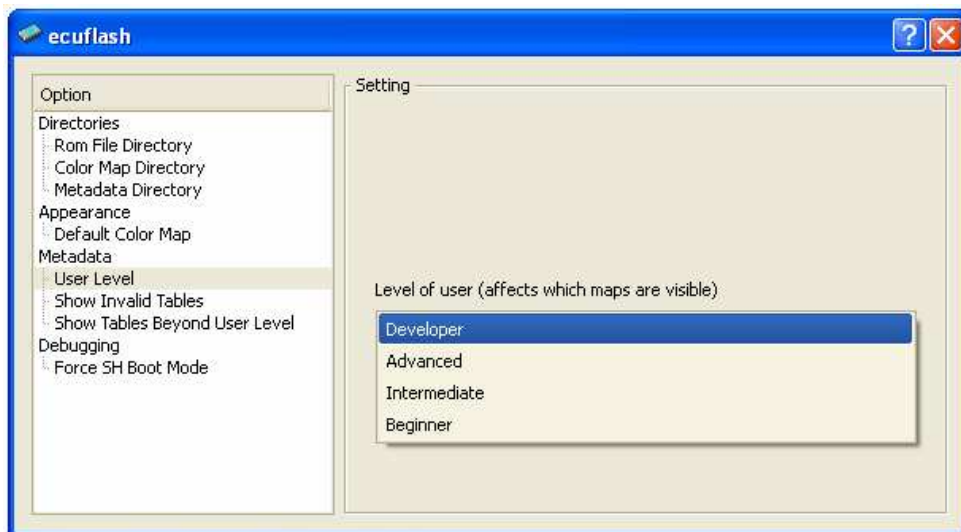 ecuflash
Option
Directories
Rom File Directory
Color Map Directory
Metadata Directory
Appearance
Default Color Map
Metadata
User Level
Show Invalid Tables
Show Tables Beyond User Level
Debugging
Force SH Boot Mode
Setting
Level of user (affects which maps are visible)
Developer
Advanced
Intermediate
Beginner